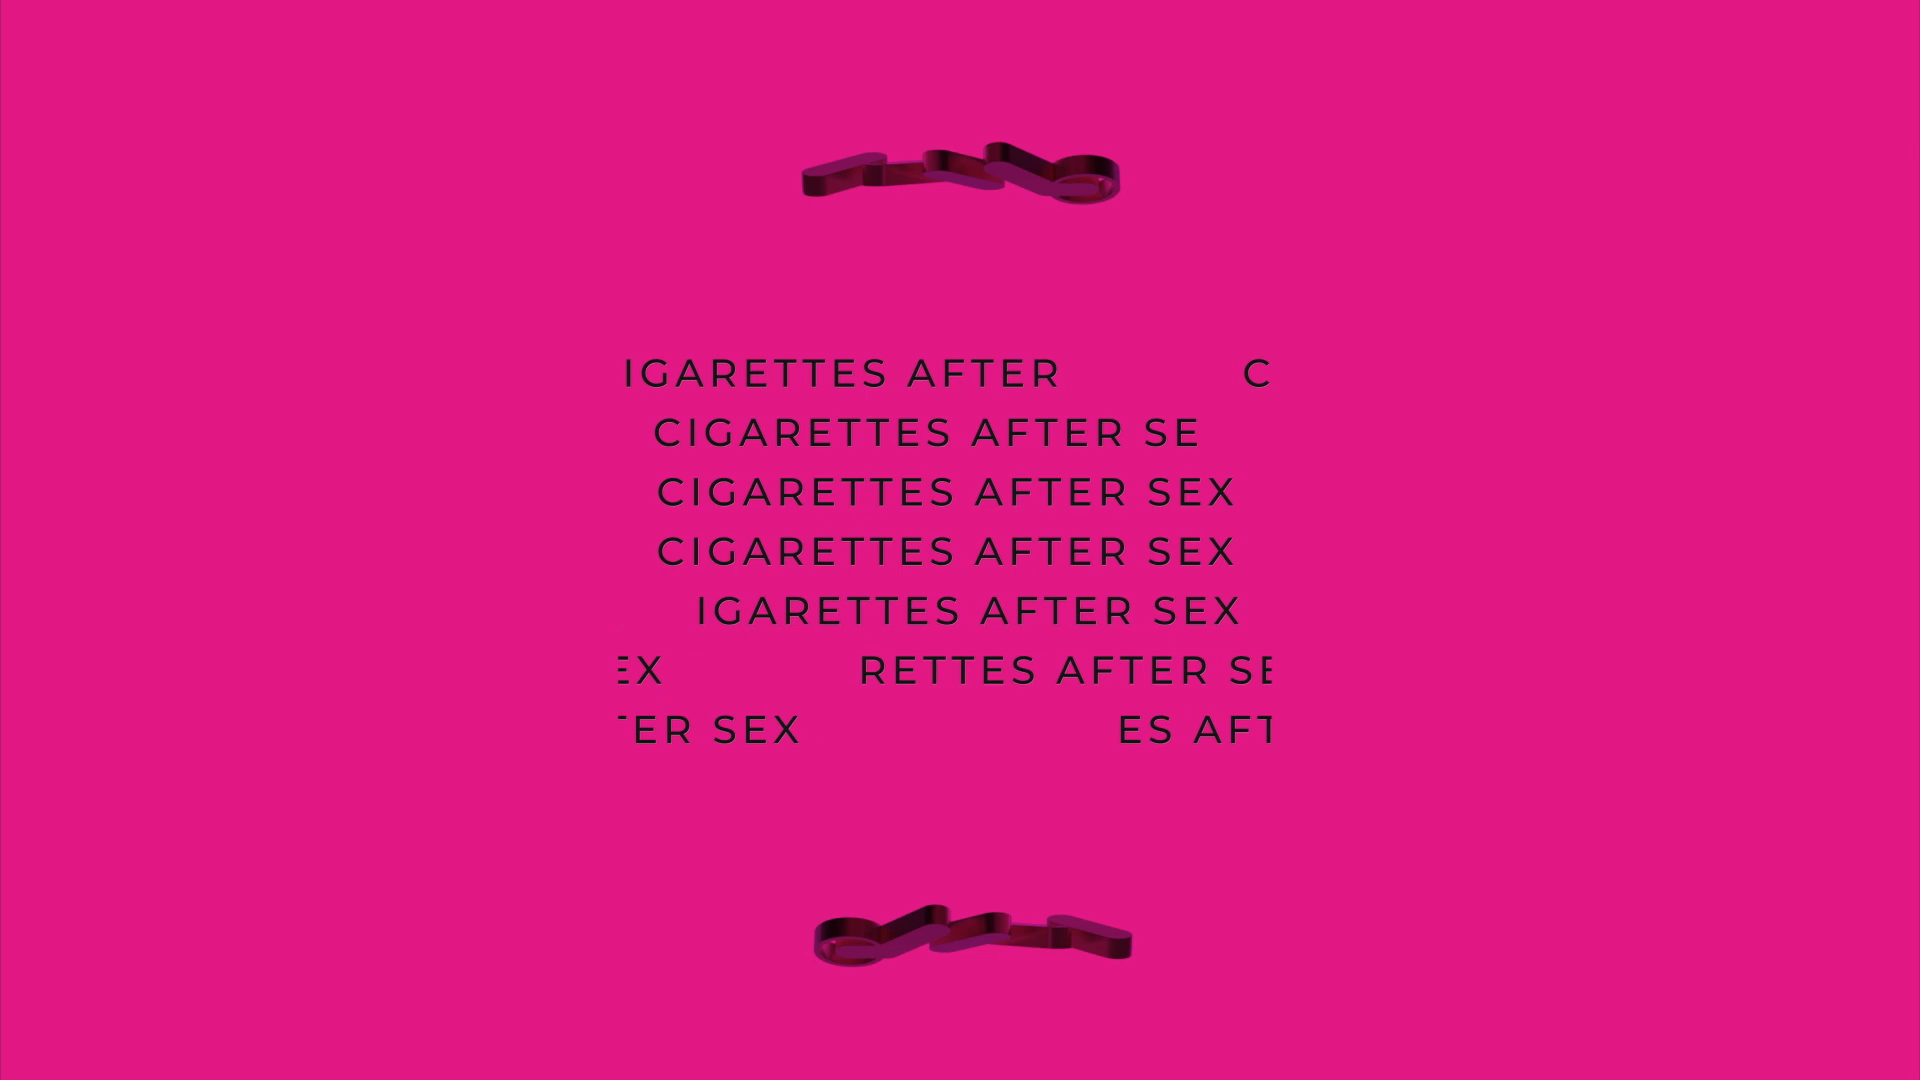 IGARETTES AFTER C
CIGARETTES AFTER SE
CIGARETTES AFTER SEX
CIGARETTES AFTER SEX
IGARETTES AFTER SEX
EX RETTES AFTER SE
TER SEX ES AFT